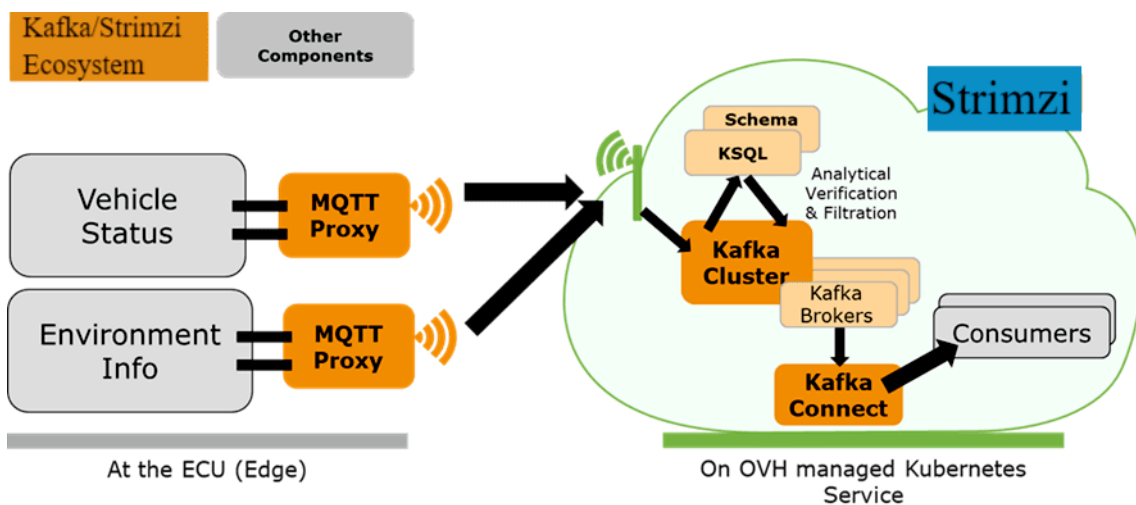 Kafka/Strimzi
Ecosystem
Other
Components
Strimzi
Schema
KSQL
Analytical
Verification
& Filtration
Vehicle
Status
MQTT
Proxy
Kafka
Cluster
Kafka
Brokers
Environment
Info
MQTT
Proxy
Consumers
Kafka
Connect
At the ECU (Edge)
On OVH managed Kubernetes
Service